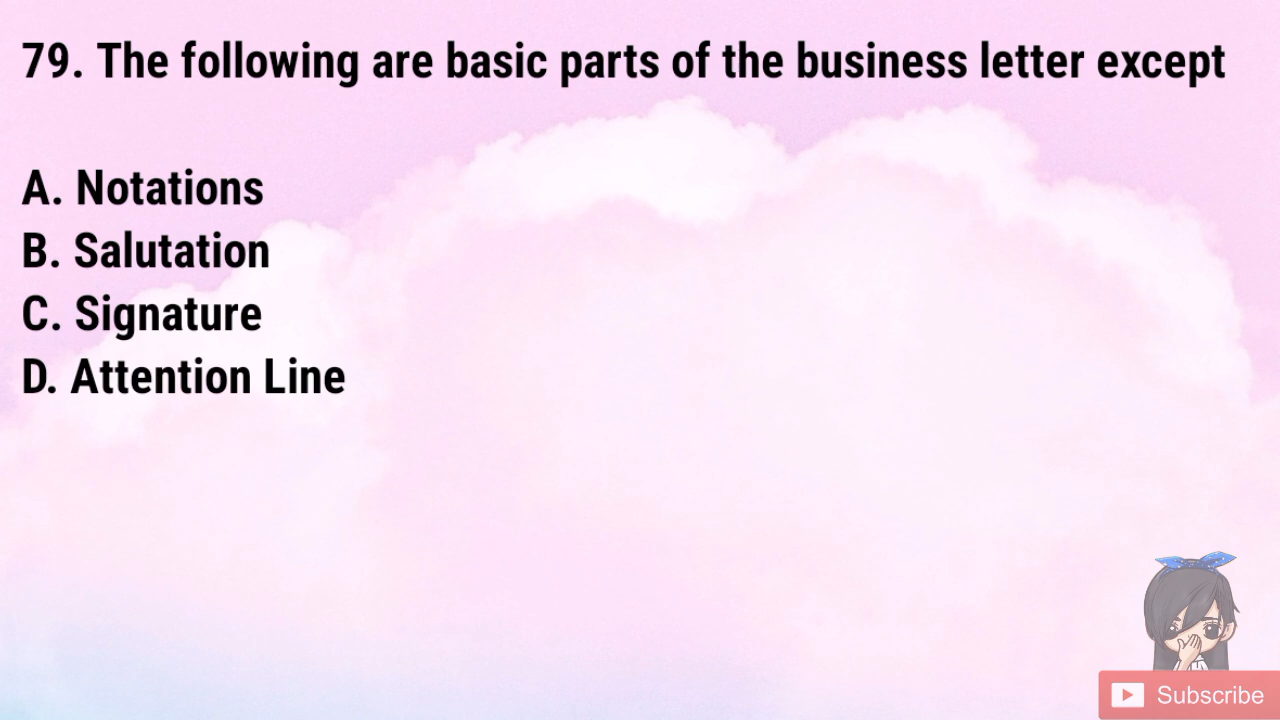 79. The following are basic parts of the business letter except
A. Notations
B. Salutation
C. Signature
D. Attention Line
Subscribe